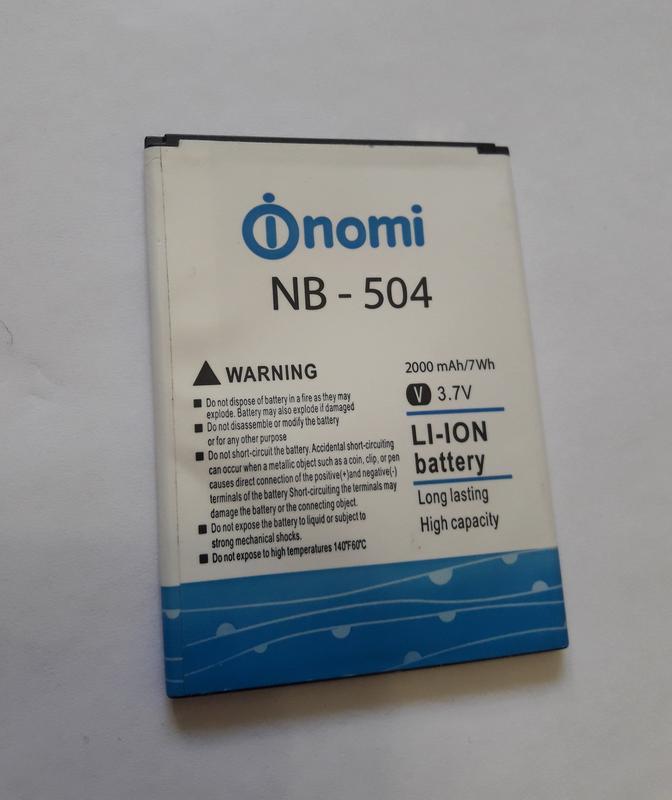 nomi
NB - 504
WARNING
Do not dispose of battery in a fire as they may
explode. Battery may also explode if damaged
Do not disassemble or modify the battery
or for any other purpose
Do not short-circuit the battery. Accidental short-circuiting
can occur when a metallic object such as a coin, clip, or pen
causes direct connection of the positive(+)and negative(-)
terminals of the battery Short-circuiting the terminals may
damage the battery or the connecting object.
Do not expose the battery to liquid or subject to
strong mechanical shocks.
Do not expose to high temperatures 140°F60°C
2000 mAh/7Wh
V 3.7V
LI-ION
battery
Long lasting
High capacity